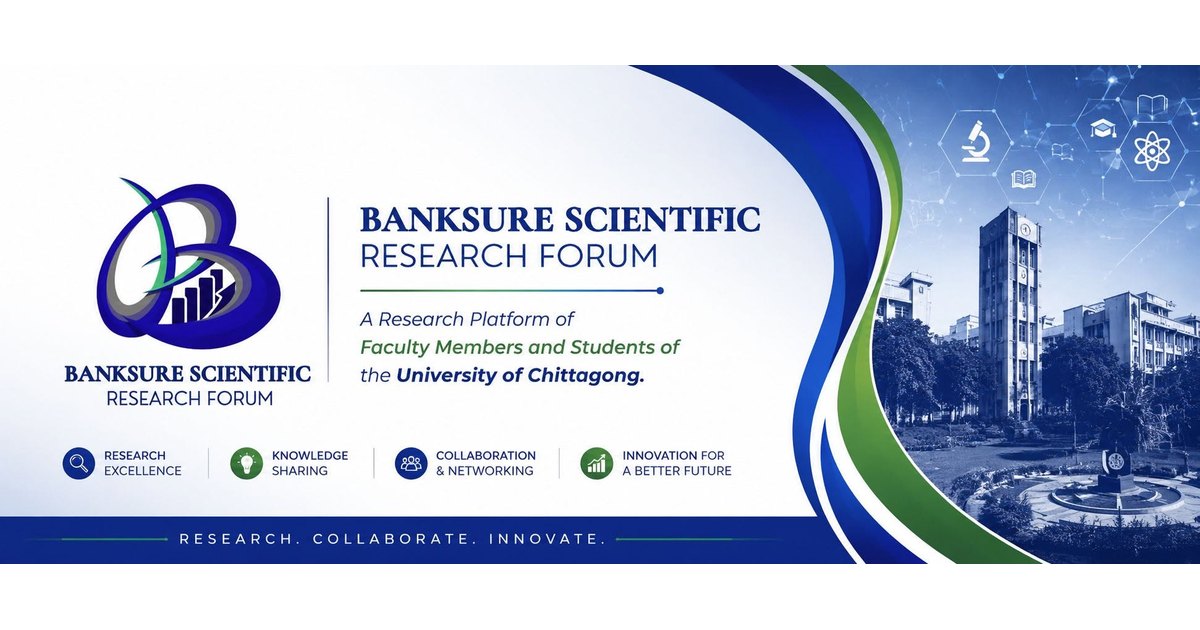 BANKSURE SCIENTIFIC
RESEARCH FORUM
BANKSURE SCIENTIFIC
RESEARCH FORUM
A Research Platform of
Faculty Members and Students of
the University of Chittagong.
RESEARCH
EXCELLENCE
KNOWLEDGE
SHARING
COLLABORATION
& NETWORKING
INNOVATION FOR
A BETTER FUTURE
RESEARCH. COLLABORATE. INNOVATE.